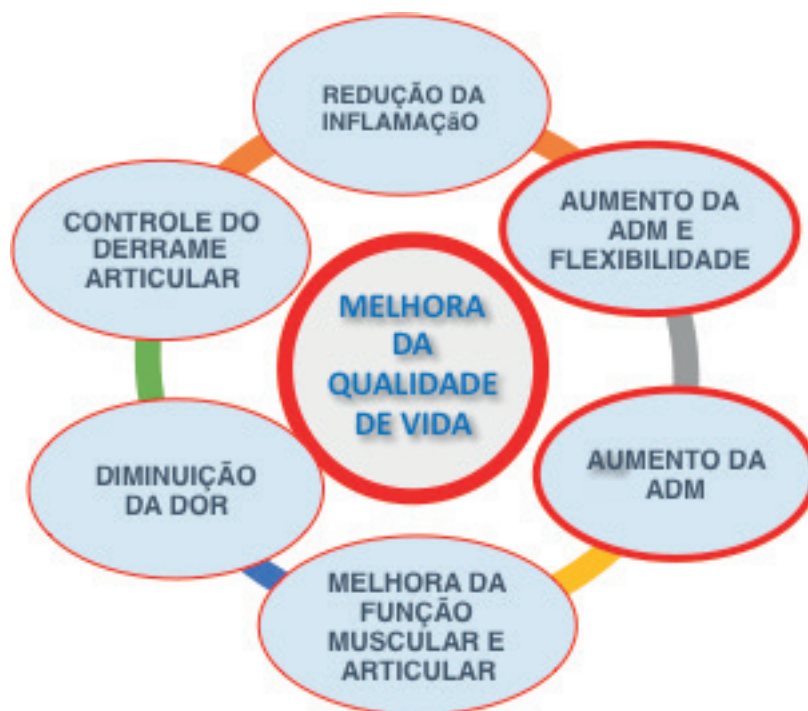 REDUÇÃO DA
INFLAMAÇãO
AUMENTO DA
ADM E
FLEXIBILIDADE
AUMENTO DA
ADM
MELHORA DA
FUNÇÃO
MUSCULAR E
ARTICULAR
DIMINUIÇÃO
DA DOR
CONTROLE DO
DERRAME
ARTICULAR
MELHORA
DA
QUALIDADE
DE VIDA